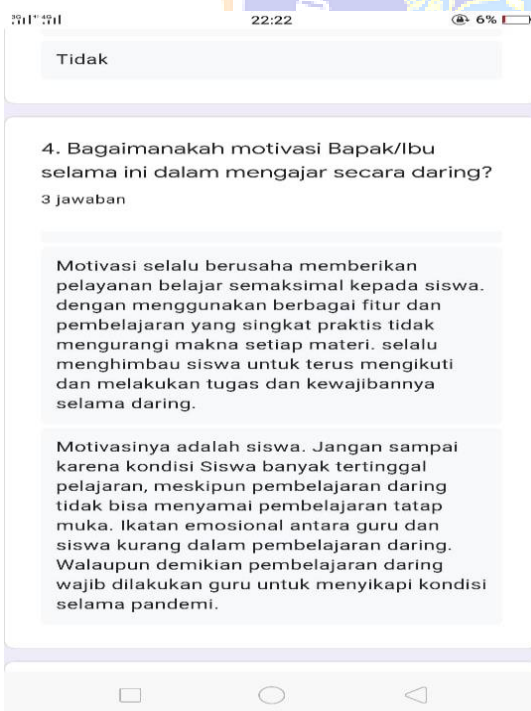 22:22
6%
Tidak
4. Bagaimanakah motivasi Bapak/Ibu
selama ini dalam mengajar secara daring?
3 jawaban
Motivasi selalu berusaha memberikan
pelayanan belajar semaksimal kepada siswa.
dengan menggunakan berbagai fitur dan
pembelajaran yang singkat praktis tidak
mengurangi makna setiap materi. selalu
menghimbau siswa untuk terus mengikuti
dan melakukan tugas dan kewajibannya
selama daring.
Motivasinya adalah siswa. Jangan sampai
karena kondisi Siswa banyak tertinggal
pelajaran, meskipun pembelajaran daring
tidak bisa menyamai pembelajaran tatap
muka. Ikatan emosional antara guru dan
siswa kurang dalam pembelajaran daring.
Walaupun demikian pembelajaran daring
wajib dilakukan guru untuk menyikapi kondisi
selama pandemi.